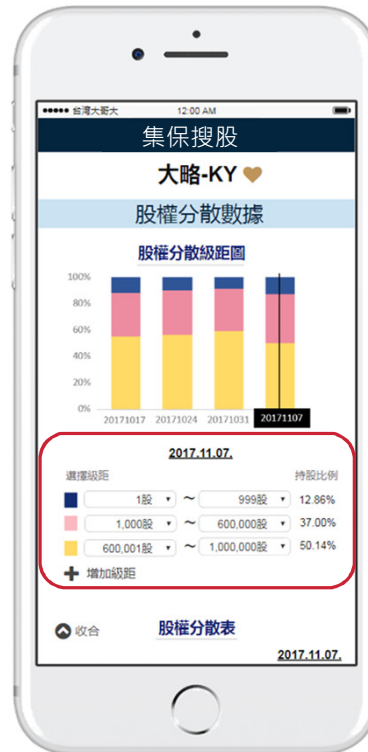 台湾大哥大 12:00 AM
集保搜股
大略-KY
股權分散數據
股權分散級距圖
100%
80%
60%
40%
20%
0%
20171017 20171024 20171031 20171107
2017.11.07.
選擇級距 持股比例
1股 ～ 999股 12.86%
1,000股 ～ 600,000股 37.00%
600,001股 ～ 1,000,000股 50.14%
增加級距
收合 股權分散表
2017.11.07.